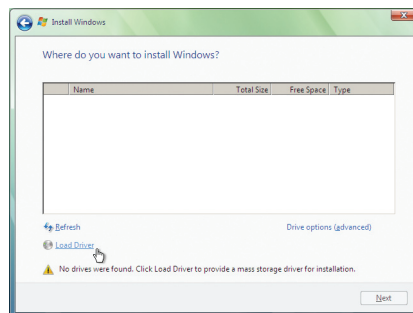 Install Windows
Where do you want to install Windows?
Name Total Size Free Space Type
Refresh Drive options (advanced)
Load Driver
No drives were found. Click Load Driver to provide a mass storage driver for installation.
Next